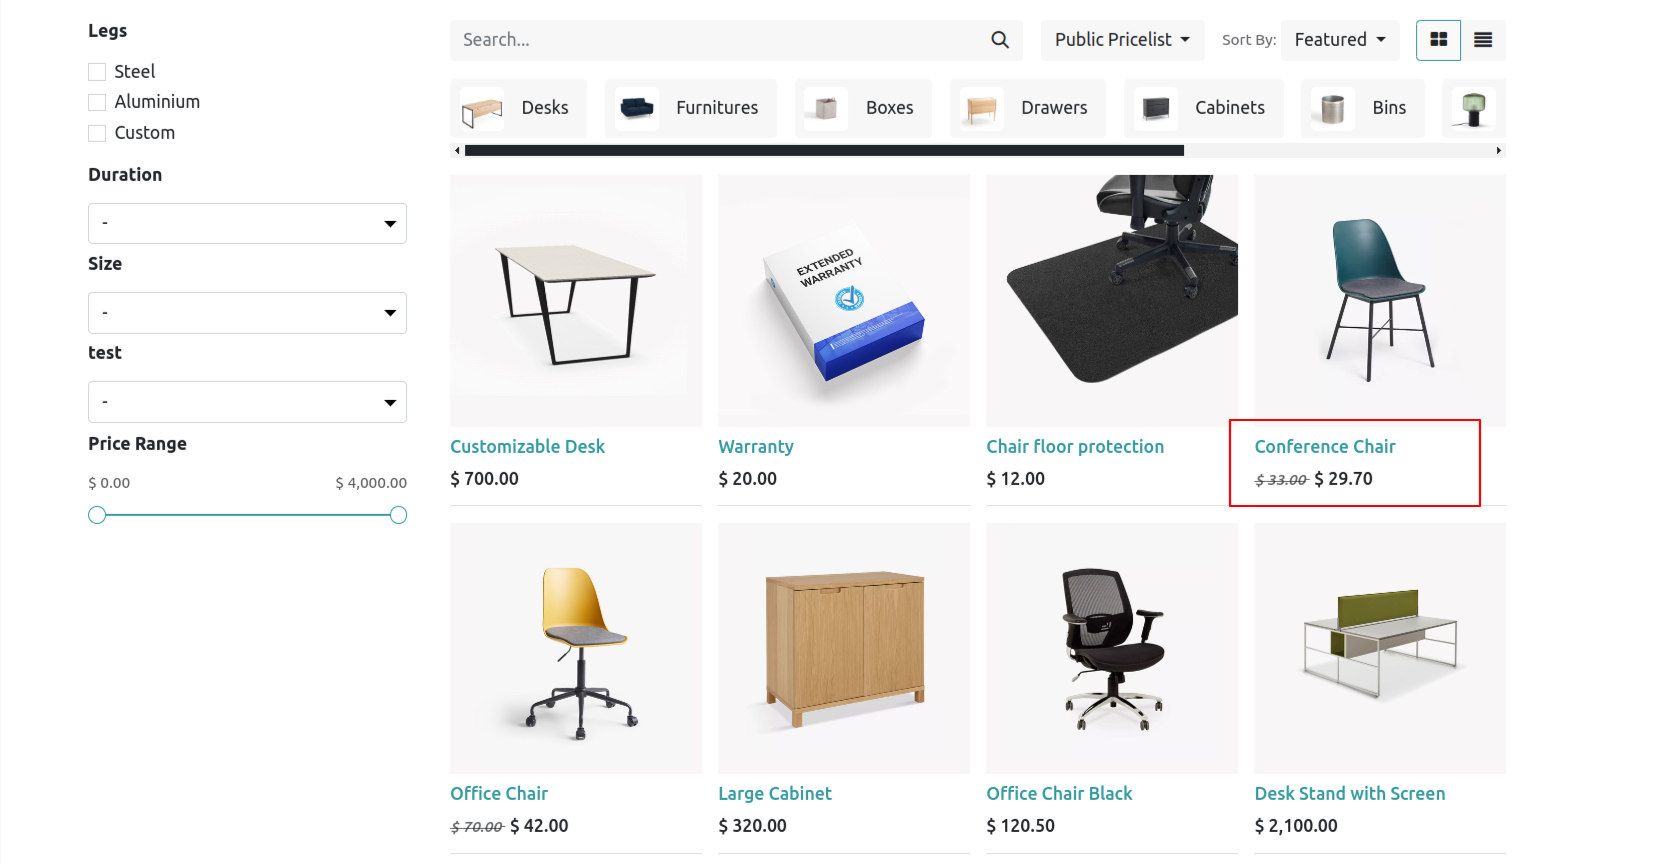 Legs
Steel
Aluminium
Custom
Duration
-
Size
-
test
-
Price Range
$ 0.00 $ 4,000.00
Search...
Public Pricelist
Sort By: Featured
Desks Furnitures Boxes Drawers Cabinets Bins
EXTENDED
WARRANTY
Customizable Desk
$ 700.00
Warranty
$ 20.00
Chair floor protection
$ 12.00
Conference Chair
$ 33.00 $ 29.70
Office Chair
$ 70.00 $ 42.00
Large Cabinet
$ 320.00
Office Chair Black
$ 120.50
Desk Stand with Screen
$ 2,100.00